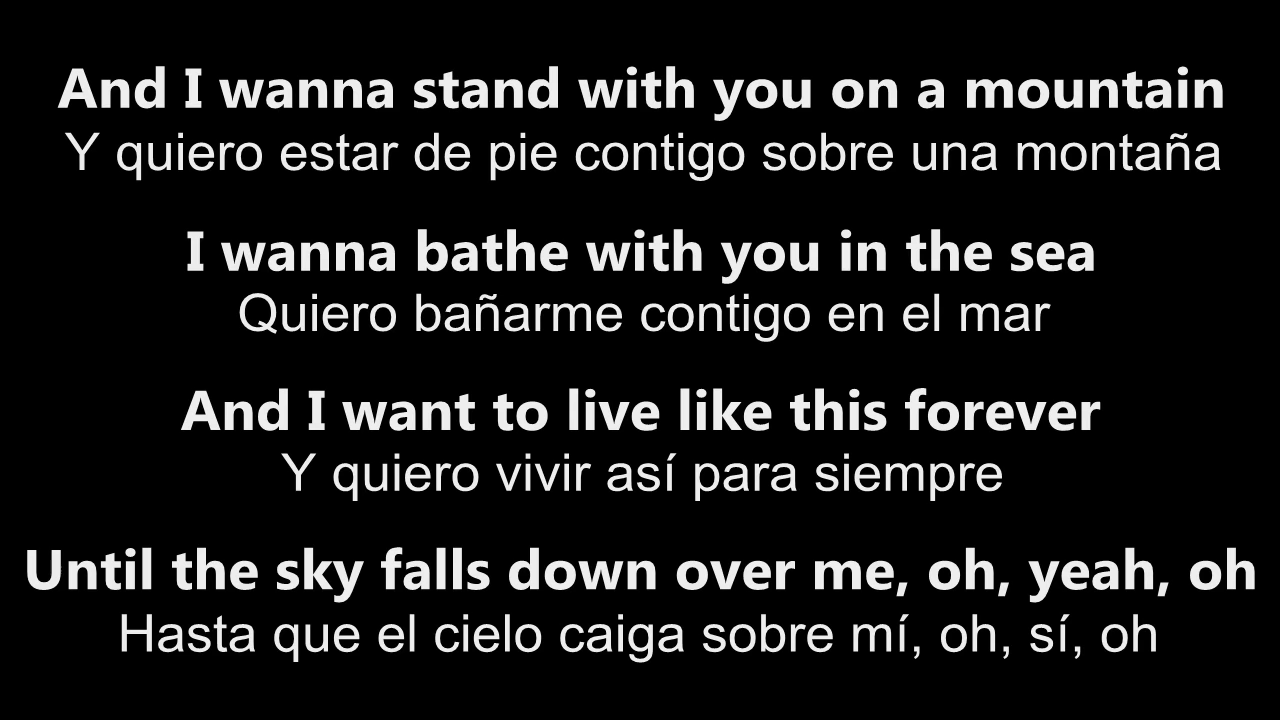 And I wanna stand with you on a mountain
Y quiero estar de pie contigo sobre una montaña
I wanna bathe with you in the sea
Quiero bañarme contigo en el mar
And I want to live like this forever
Y quiero vivir así para siempre
Until the sky falls down over me, oh, yeah, oh
Hasta que el cielo caiga sobre mí, oh, sí, oh